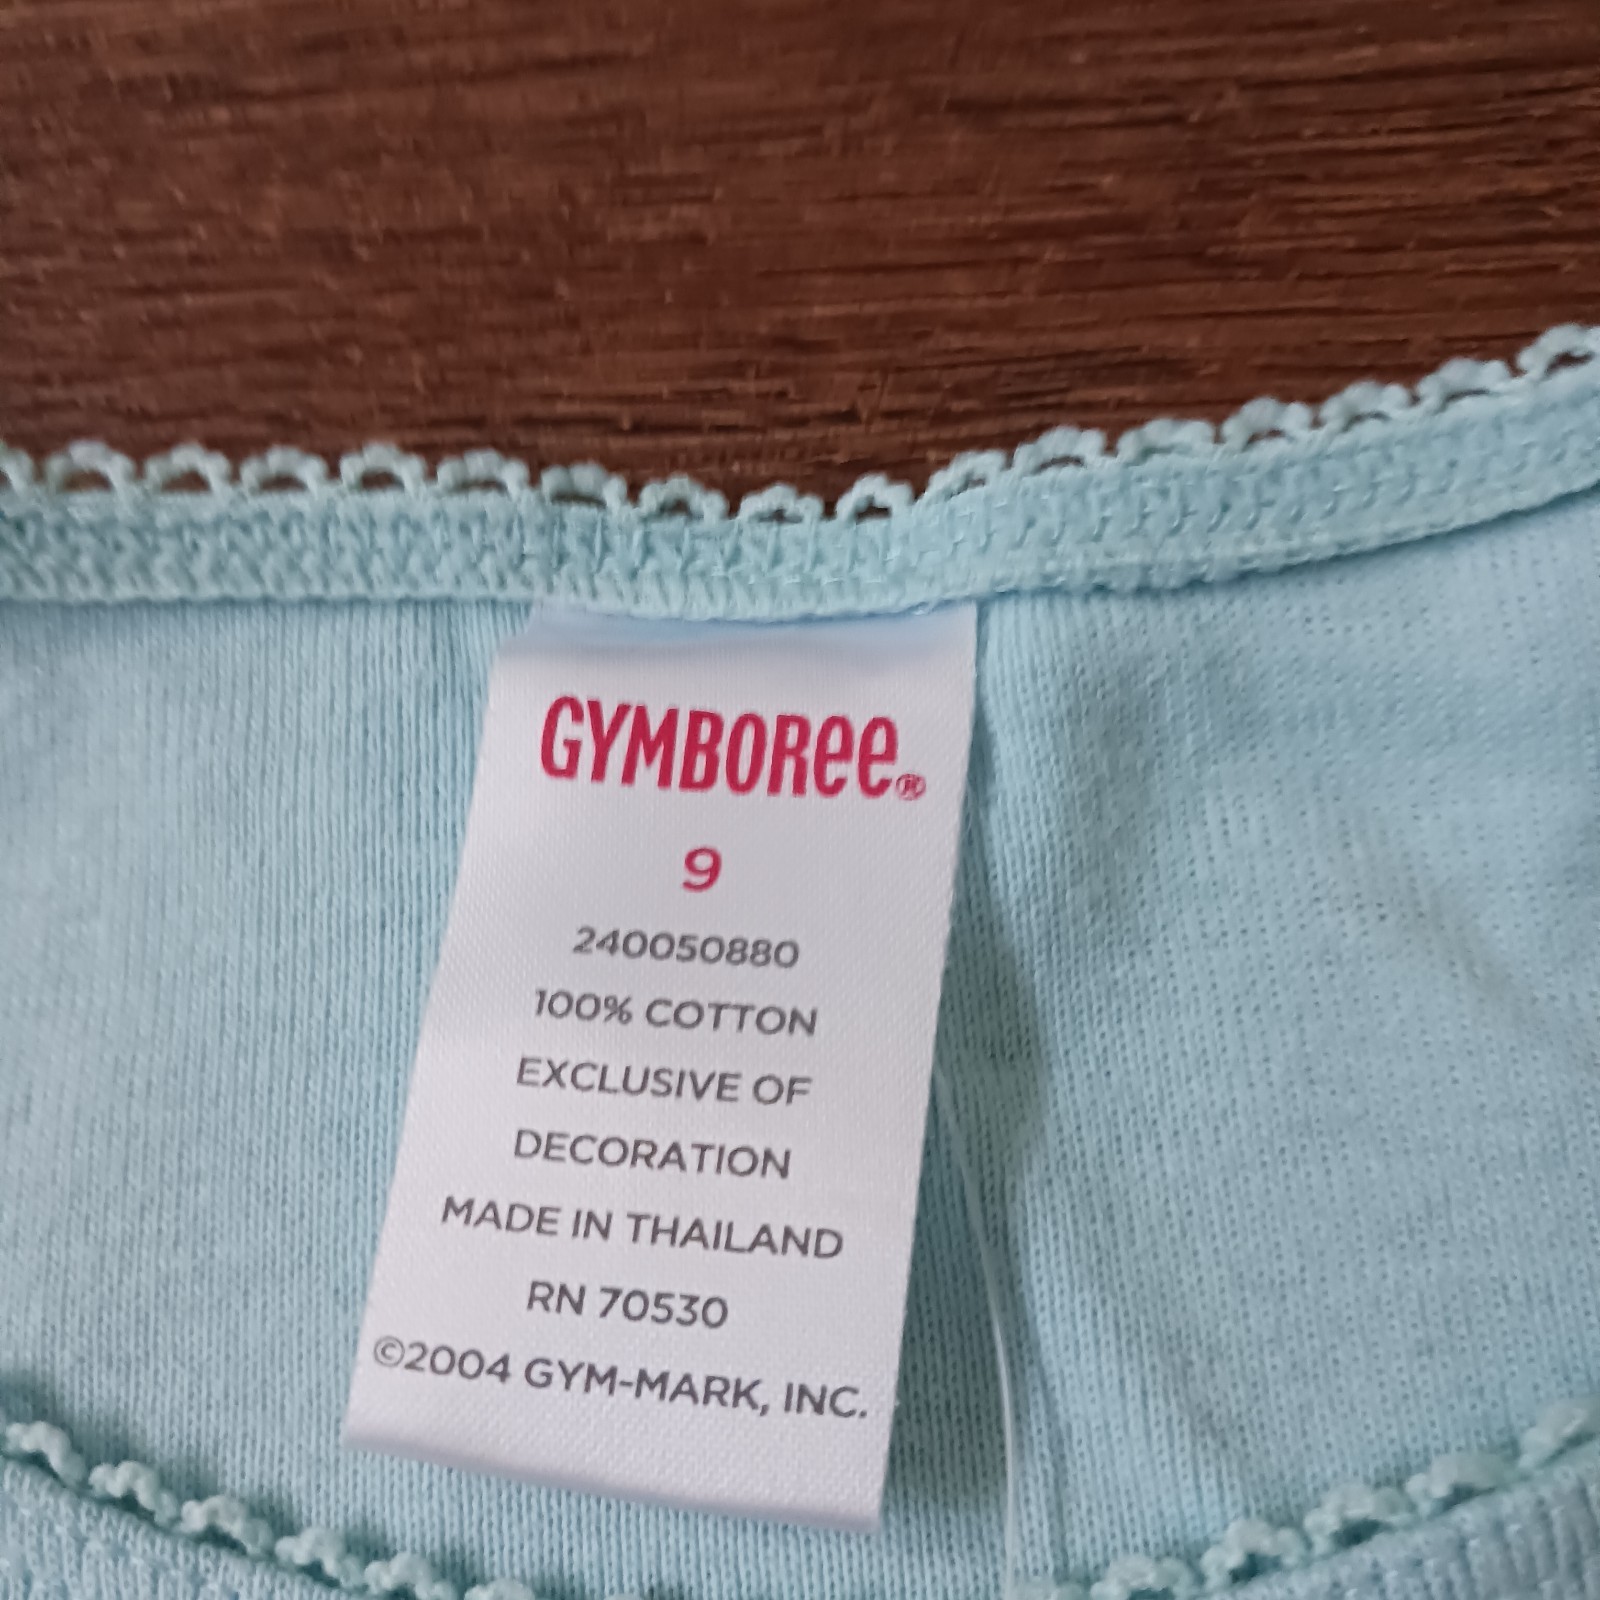 GYMBOREE®
9
240050880
100% COTTON
EXCLUSIVE OF
DECORATION
MADE IN THAILAND
RN 70530
©2004 GYM-MARK, INC.